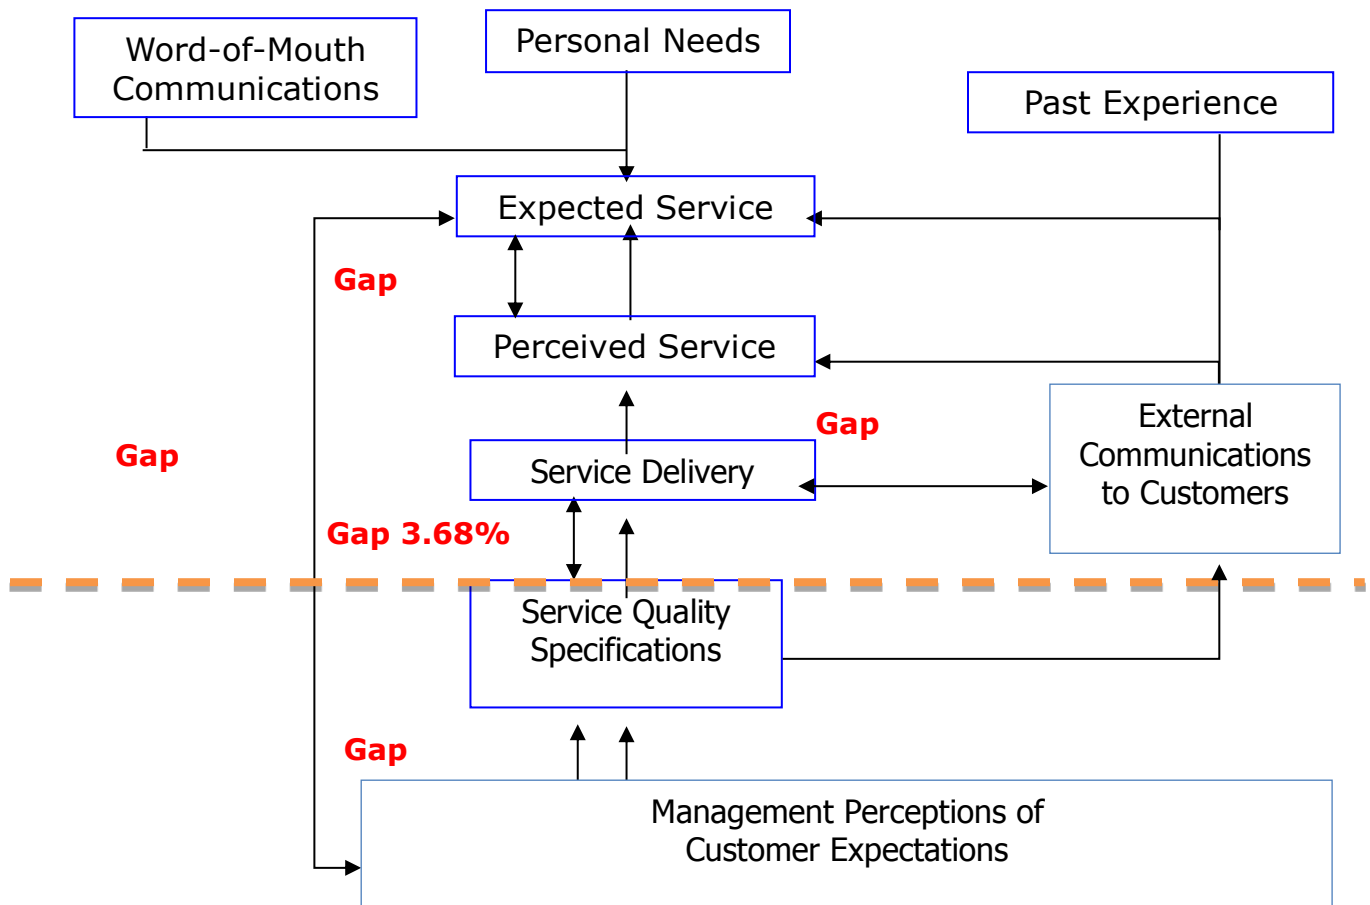 Word-of-Mouth
Communications
Personal Needs
Past Experience
Expected Service
Gap
Perceived Service
Gap
Gap
External
Communications
to Customers
Service Delivery
Gap 3.68%
Service Quality
Specifications
Gap
Management Perceptions of
Customer Expectations